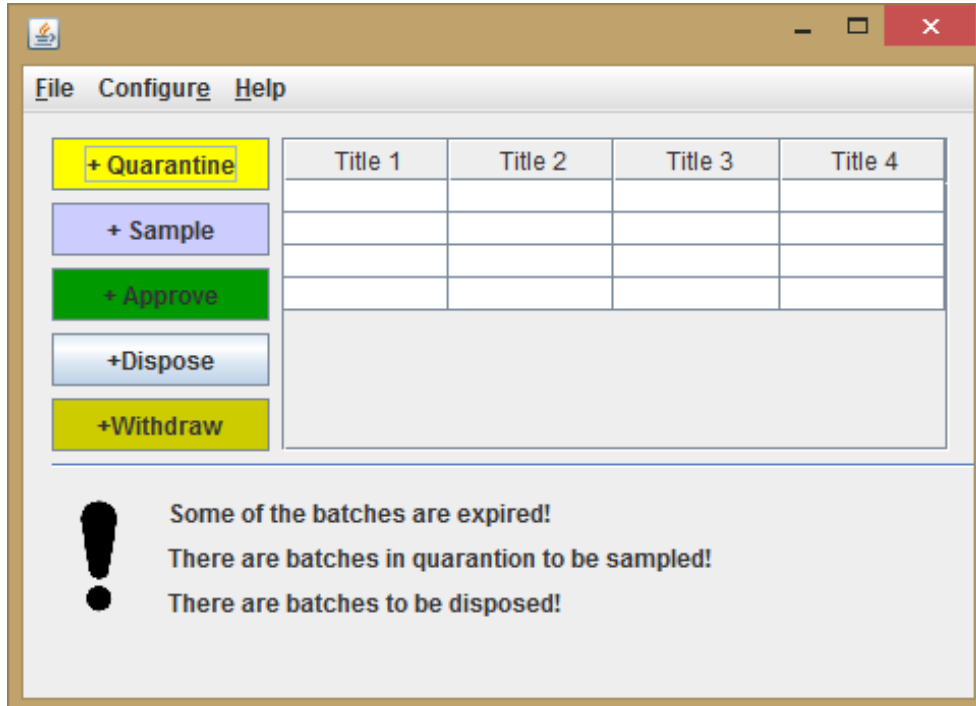 File Configure Help
+ Quarantine
Title 1 Title 2 Title 3 Title 4
+ Sample
+ Approve
+Dispose
+Withdraw
Some of the batches are expired!
There are batches in quarantion to be sampled!
There are batches to be disposed!